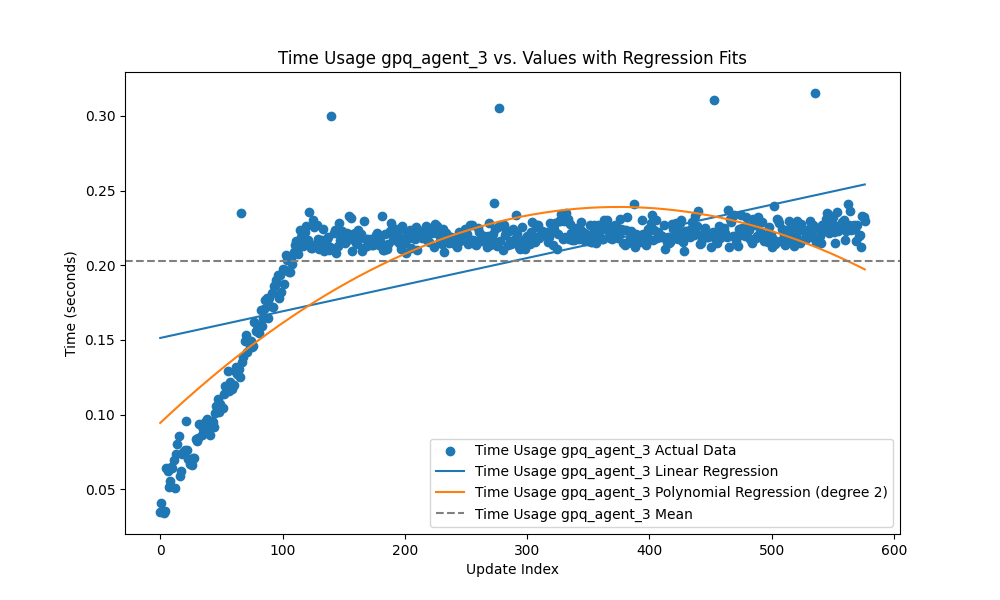 Time Usage gpq_agent_3 vs. Values with Regression Fits
Time (seconds)
0.30
0.25
0.20
0.15
0.10
0.05
Time Usage gpq_agent_3 Actual Data
Time Usage gpq_agent_3 Linear Regression
Time Usage gpq_agent_3 Polynomial Regression (degree 2)
Time Usage gpq_agent_3 Mean
0 100 200 300 400 500 600
Update Index